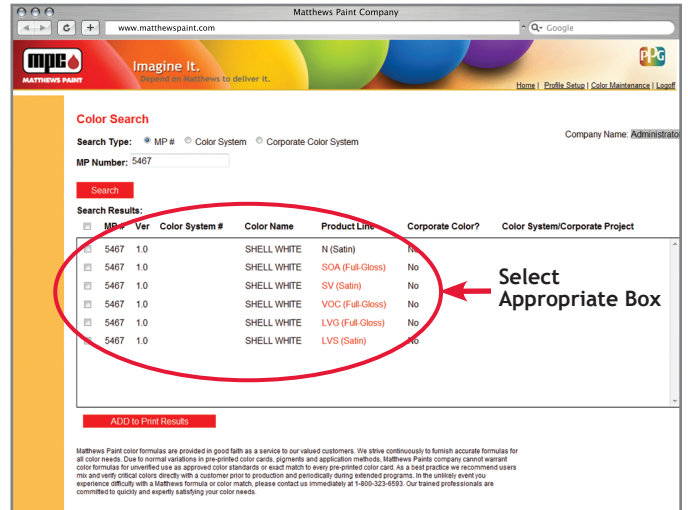 Matthews Paint Company
www.matthewspaint.com
Google
mpc
MATTHEWS PAINT
Imagine It.
Depend on Matthews to deliver it.
PPG
Home | Profile Setup | Color Maintenance | Logoff
Color Search
Company Name: Administrato
Search Type: MP # Color System Corporate Color System
MP Number: 5467
Search
Search Results:
MP # Ver Color System # Color Name Product Line Corporate Color? Color System/Corporate Project
5467 1.0 SHELL WHITE N (Satin) No
5467 1.0 SHELL WHITE SOA (Full-Gloss) No
5467 1.0 SHELL WHITE SV (Satin) No
5467 1.0 SHELL WHITE VOC (Full-Gloss) No
5467 1.0 SHELL WHITE LVG (Full-Gloss) No
5467 1.0 SHELL WHITE LVS (Satin) No
Select
Appropriate Box
ADD to Print Results
Matthews Paint color formulas are provided in good faith as a service to our valued customers. We strive continuously to furnish accurate formulas for
all color needs. Due to normal variations in pre-printed color cards, pigments and application methods, Matthews Paints company cannot warrant
color formulas for unverified use as approved color standards or exact match to every pre-printed color card. As a best practice we recommend users
mix and verify critical colors directly with a customer prior to production and periodically during extended programs. In the unlikely event you
experience difficulty with a Matthews formula or color match, please contact us immediately at 1-800-323-6593. Our trained professionals are
committed to quickly and expertly satisfying your color needs.